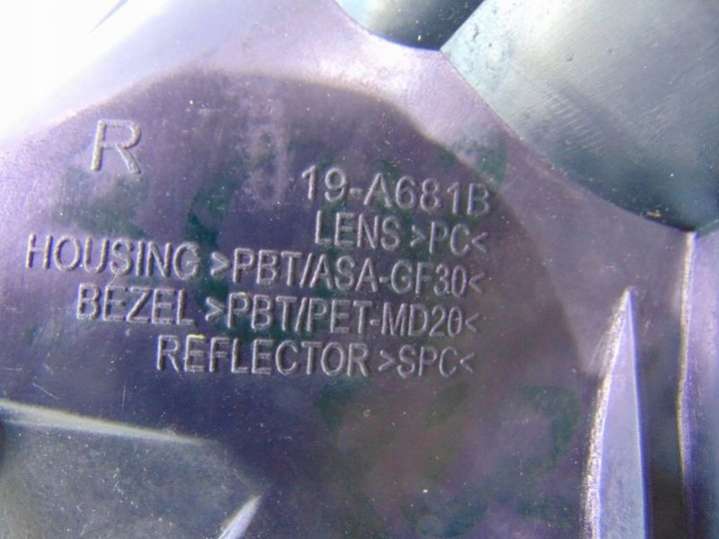 R
19-A681B
LENS >PC<
HOUSING >PBT/ASA-GF30<
BEZEL >PBT/PET-MD20<
REFLECTOR >SPC<